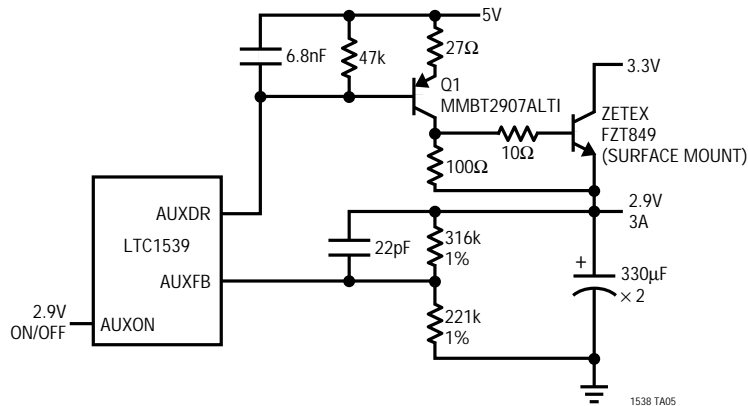 5V
6.8nF
47k
27Ω
Q1
MMBT2907ALTI
3.3V
ZETEX
FZT849
(SURFACE MOUNT)
10Ω
100Ω
AUXDR
LTC1539
AUXFB
AUXON
2.9V
ON/OFF
22pF
316k
1%
221k
1%
2.9V
3A
+
330μF
× 2
1538 TA05